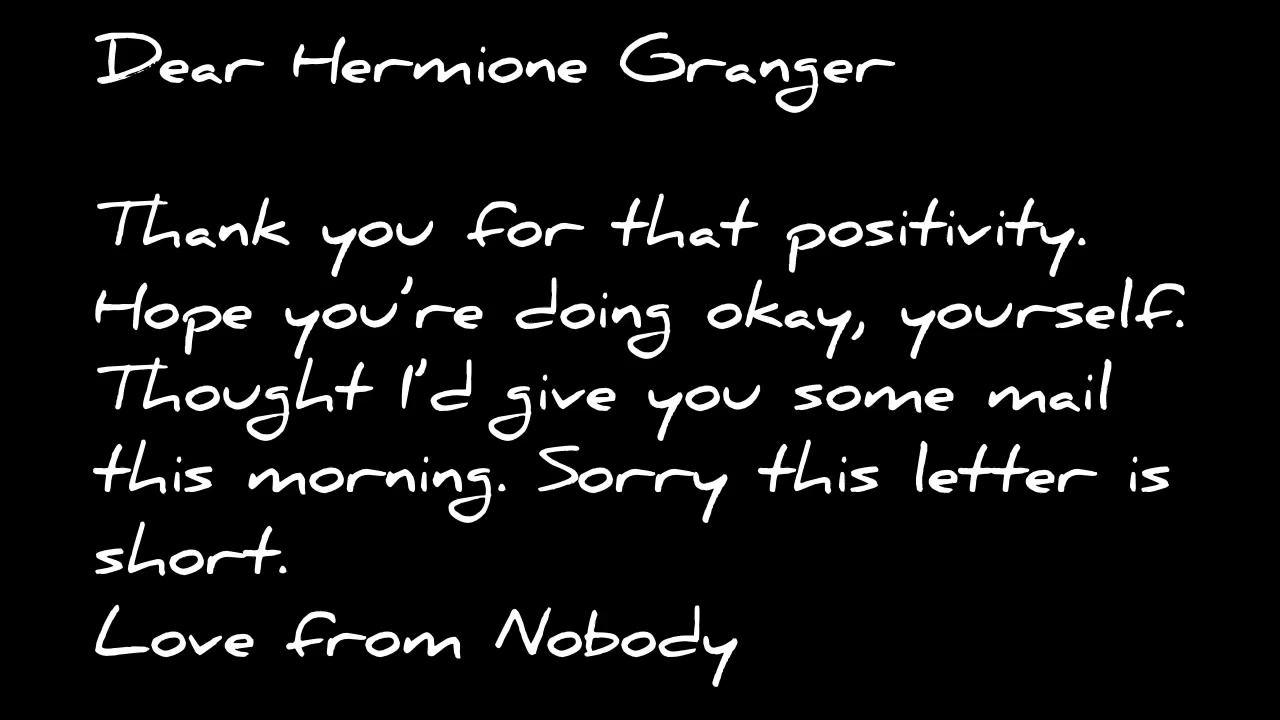 Dear Hermione Granger
Thank you for that positivity.
Hope you're doing okay, yourself.
Thought I'd give you some mail
this morning. Sorry this letter is
short.
Love from Nobody